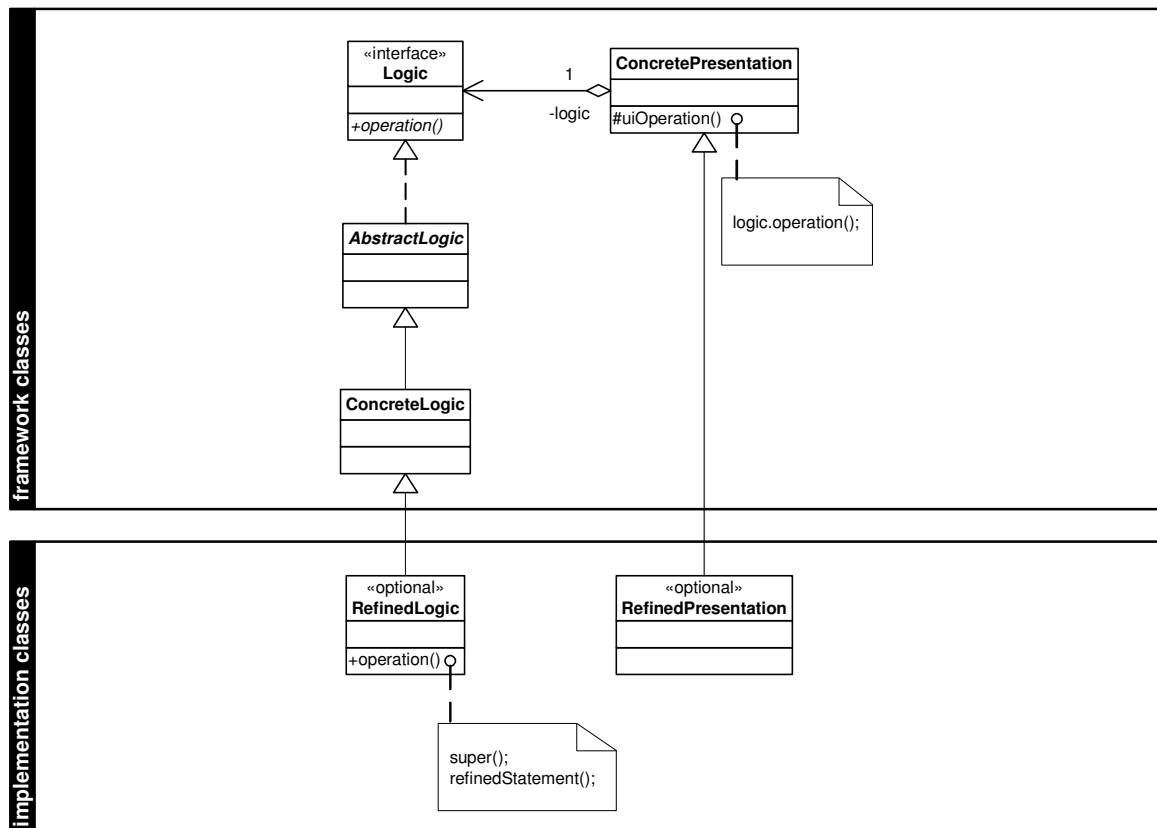 framework classes
«interface»
Logic
+operation()
1
-logic
ConcretePresentation
#uiOperation()
logic.operation();
AbstractLogic
ConcreteLogic
implementation classes
«optional»
RefinedLogic
+operation()
super();
refinedStatement();
«optional»
RefinedPresentation